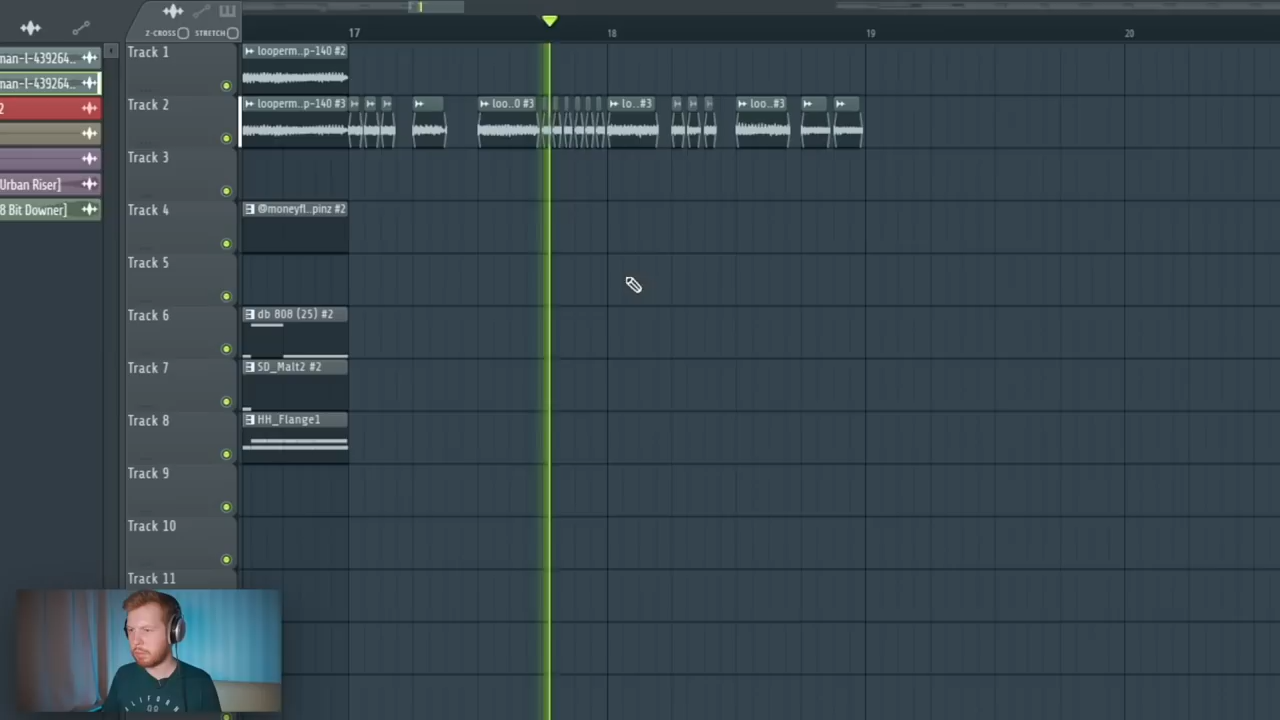 Z-CROSS STRETCH
17 18 19 20
man-l-439264..
man-l-439264..
2
Urban Riser]
8 Bit Downer]
Track 1
looperm..p-140 #2
Track 2
looperm..p-140 #3
loo..0 #3
lo..#3
loo..#3
Track 3
Track 4
@moneyfl..pinz #2
Track 5
Track 6
db 808 (25) #2
Track 7
SD_Malt2 #2
Track 8
HH_Flange1
Track 9
Track 10
Track 11